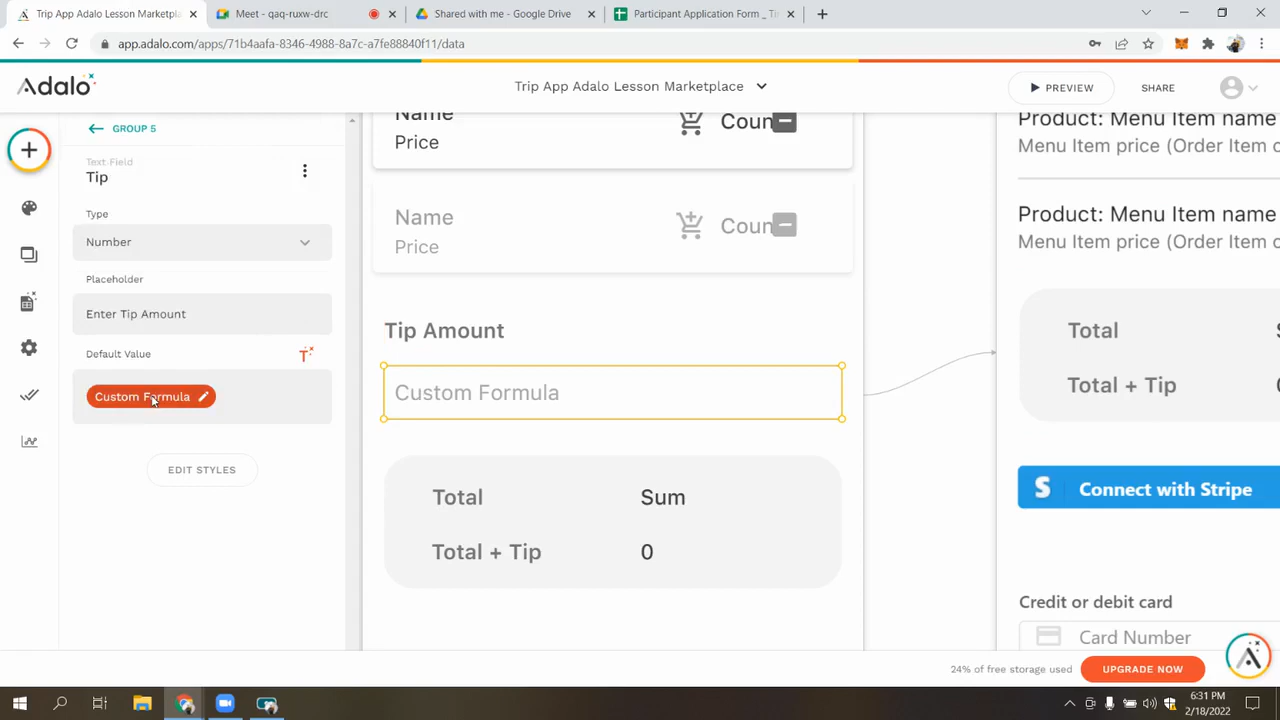 Trip App Adalo Lesson Marketpla
Meet - qaq-ruxw-drc
Shared with me - Google Drive
Participant Application Form _ Tin
app.adalo.com/apps/71b4aafa-8346-4988-8a7c-a7fe88840f11/data
Adalo
Trip App Adalo Lesson Marketplace
PREVIEW
SHARE
GROUP 5
Text Field
Tip
Type
Number
Placeholder
Enter Tip Amount
Default Value
Custom Formula
EDIT STYLES
Name
Price
Coun
Name
Price
Coun
Tip Amount
Custom Formula
Total Sum
Total + Tip 0
Product: Menu Item name
Menu Item price (Order Item c
Product: Menu Item name
Menu Item price (Order Item c
Total
Total + Tip
S Connect with Stripe
Credit or debit card
Card Number
24% of free storage used
UPGRADE NOW
6:31 PM
2/18/2022